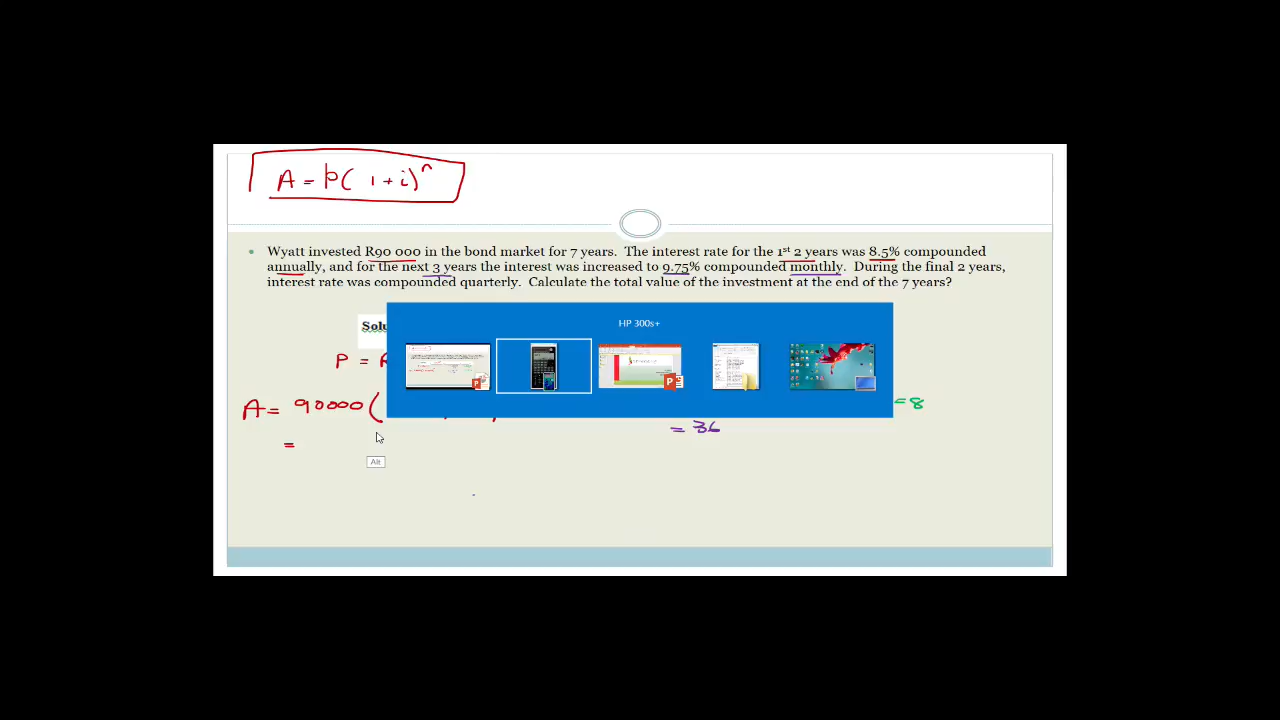 A = P(1+i)^n
Wyatt invested R90 000 in the bond market for 7 years. The interest rate for the 1st 2 years was 8.5% compounded
annually, and for the next 3 years the interest was increased to 9.75% compounded monthly. During the final 2 years,
interest rate was compounded quarterly. Calculate the total value of the investment at the end of the 7 years?
HP 300s+
Solu
P =
A = 90000 (
= 8
= 36
=
Alt